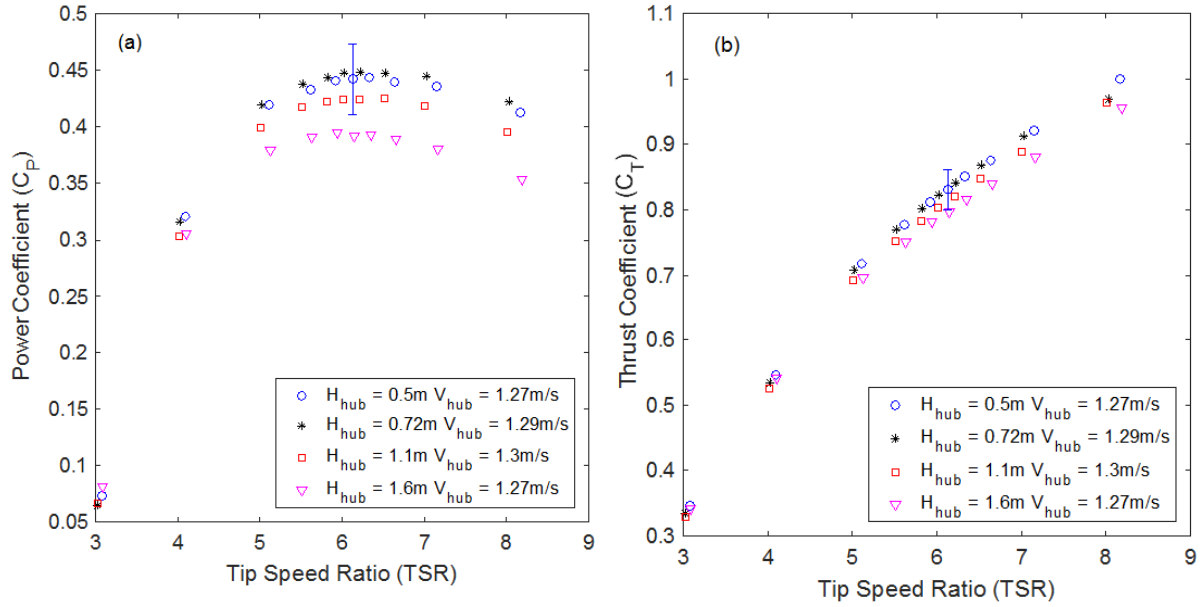 (a)
0.5
0.45
0.4
0.35
0.3
0.25
0.2
0.15
0.1
0.05
Power Coefficient (C_P)
3 4 5 6 7 8 9
Tip Speed Ratio (TSR)
H_hub = 0.5m V_hub = 1.27m/s
H_hub = 0.72m V_hub = 1.29m/s
H_hub = 1.1m V_hub = 1.3m/s
H_hub = 1.6m V_hub = 1.27m/s
(b)
1.1
1
0.9
0.8
0.7
0.6
0.5
0.4
0.3
Thrust Coefficient (C_T)
3 4 5 6 7 8 9
Tip Speed Ratio (TSR)
H_hub = 0.5m V_hub = 1.27m/s
H_hub = 0.72m V_hub = 1.29m/s
H_hub = 1.1m V_hub = 1.3m/s
H_hub = 1.6m V_hub = 1.27m/s